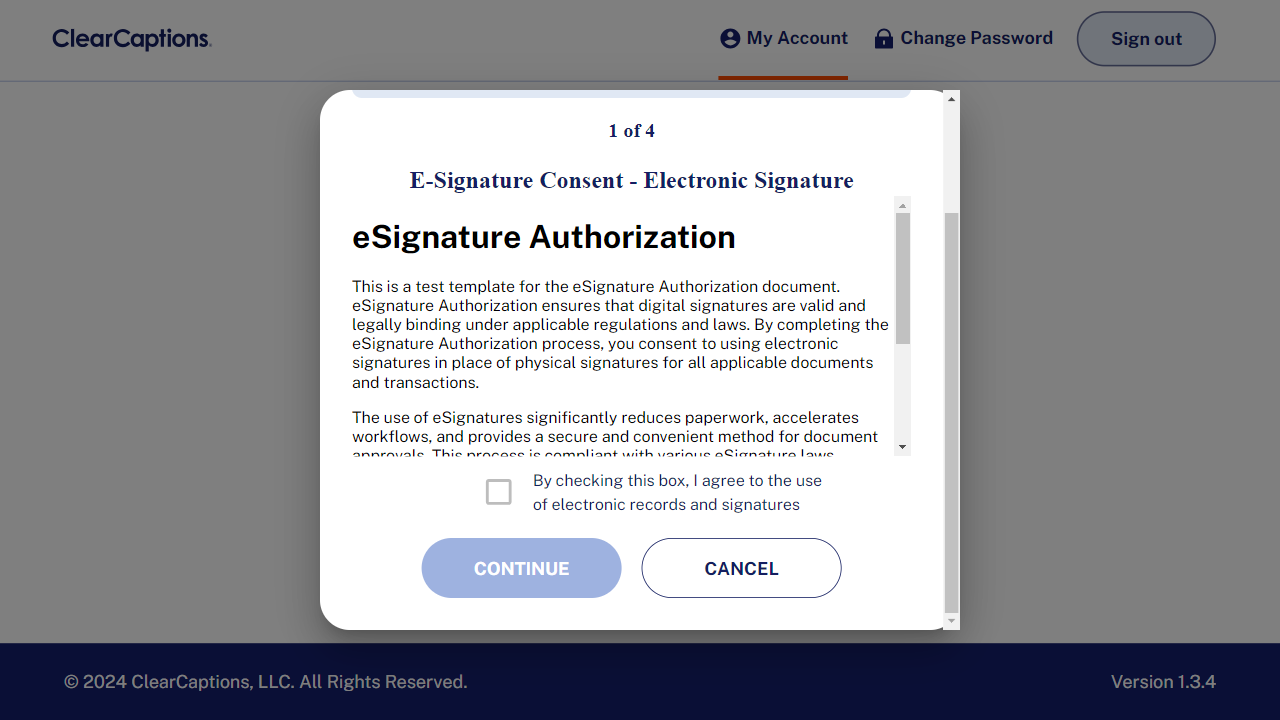 ClearCaptions.
My Account
Change Password
Sign out
1 of 4
E-Signature Consent - Electronic Signature
eSignature Authorization
This is a test template for the eSignature Authorization document.
eSignature Authorization ensures that digital signatures are valid and
legally binding under applicable regulations and laws. By completing the
eSignature Authorization process, you consent to using electronic
signatures in place of physical signatures for all applicable documents
and transactions.
The use of eSignatures significantly reduces paperwork, accelerates
workflows, and provides a secure and convenient method for document
approvals. This process is compliant with various eSignature laws
By checking this box, I agree to the use
of electronic records and signatures
CONTINUE
CANCEL
© 2024 ClearCaptions, LLC. All Rights Reserved.
Version 1.3.4